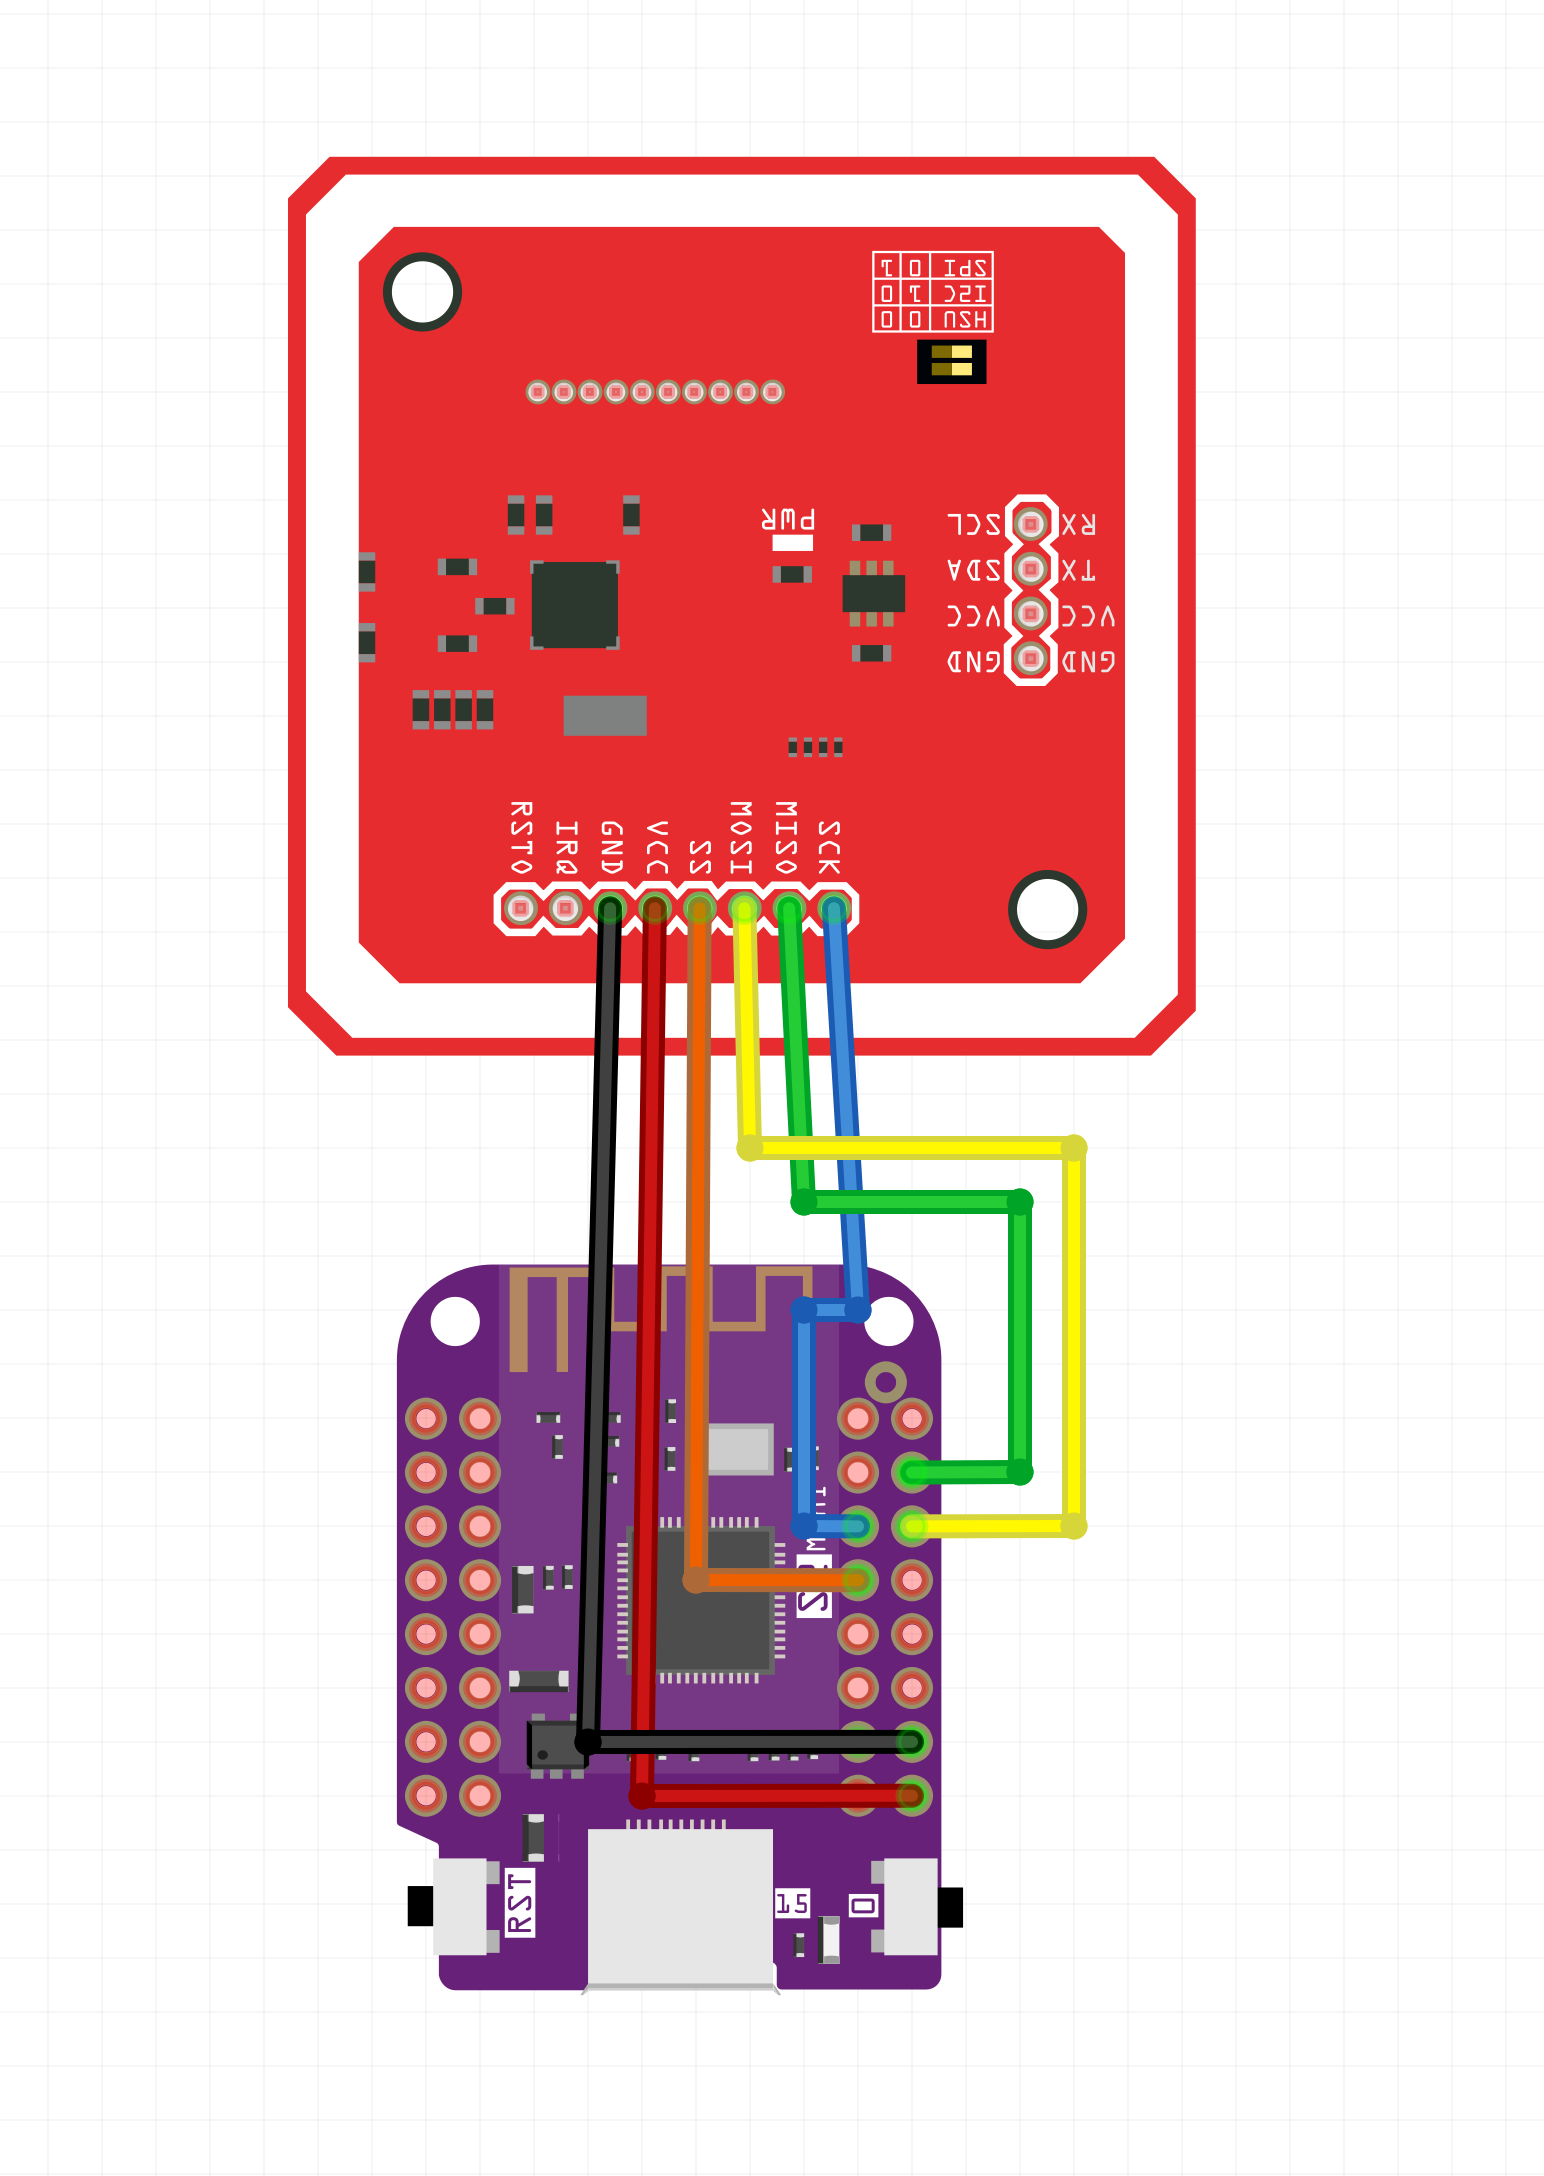 SPI 0 1
I2C 1 0
HSU 0 0
PWR
SCL RX
SDA TX
VCC VCC
GND GND
RSTO
IRQ
GND
VCC
SS
MOSI
MISO
SCK
RST
15
0